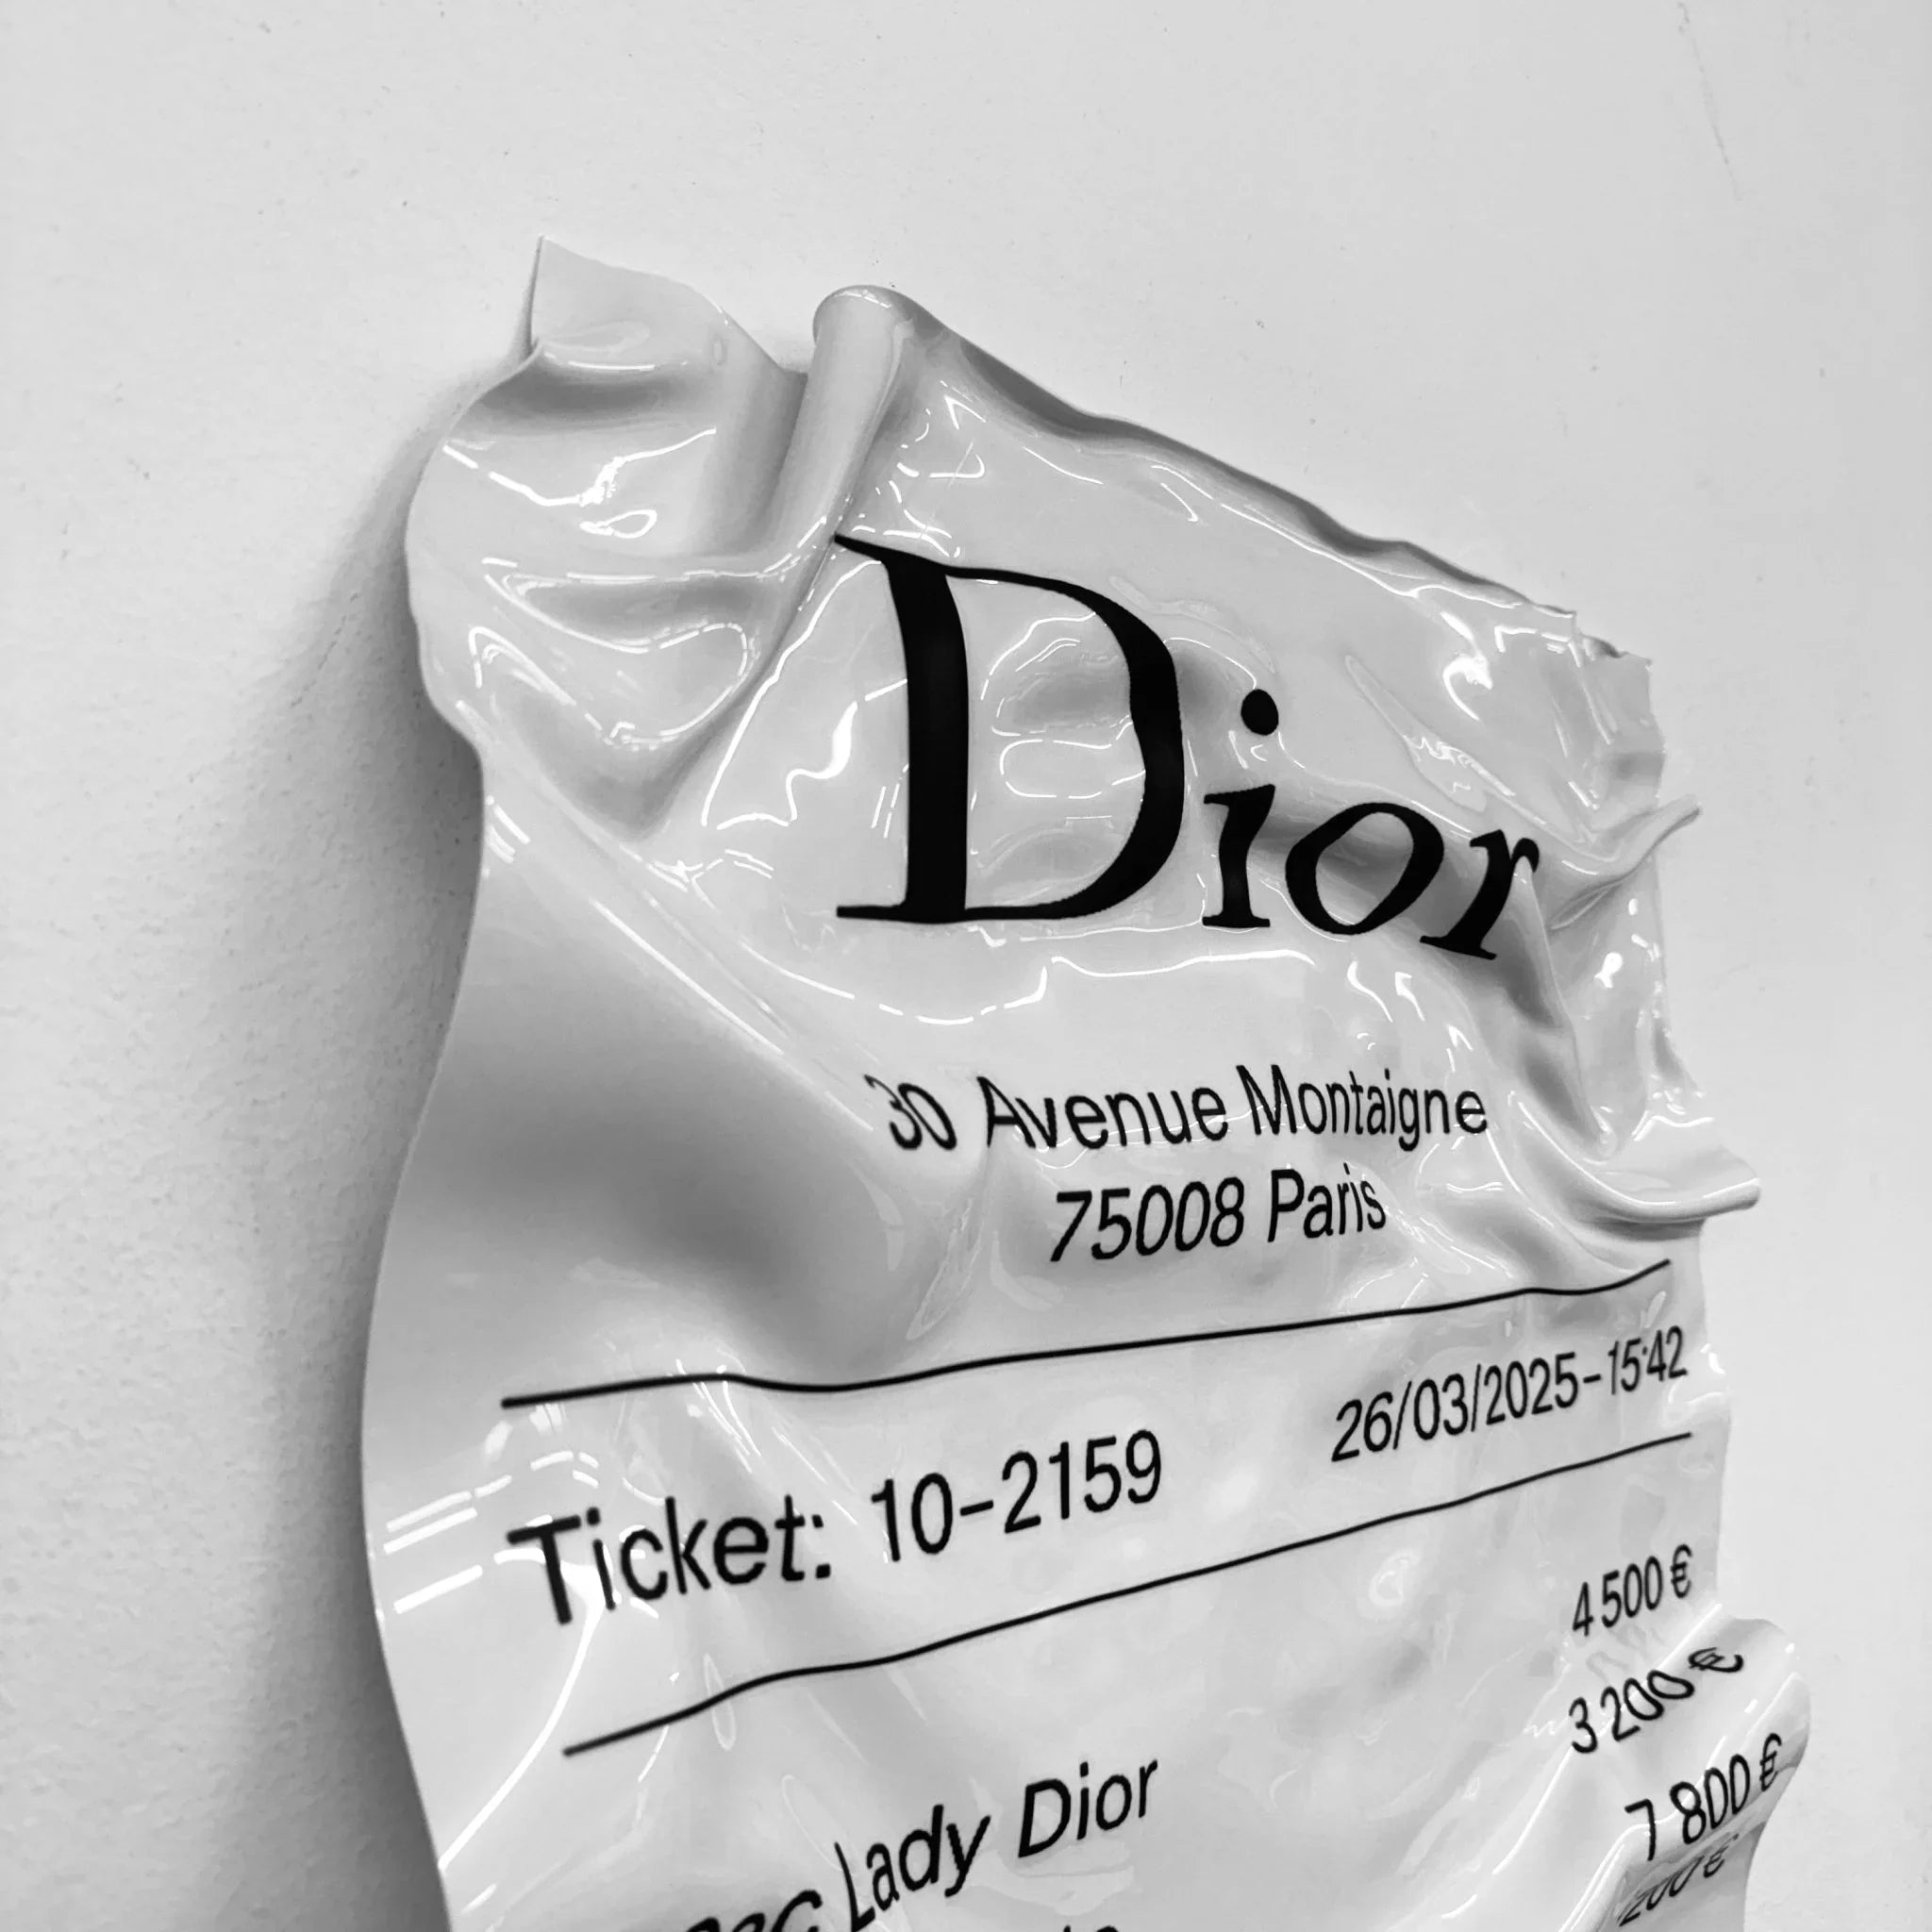 Dior
30 Avenue Montaigne
75008 Paris
26/03/2025-15:42
Ticket: 10-2159
4 500 €
3 200 €
7 800 €
Lady Dior